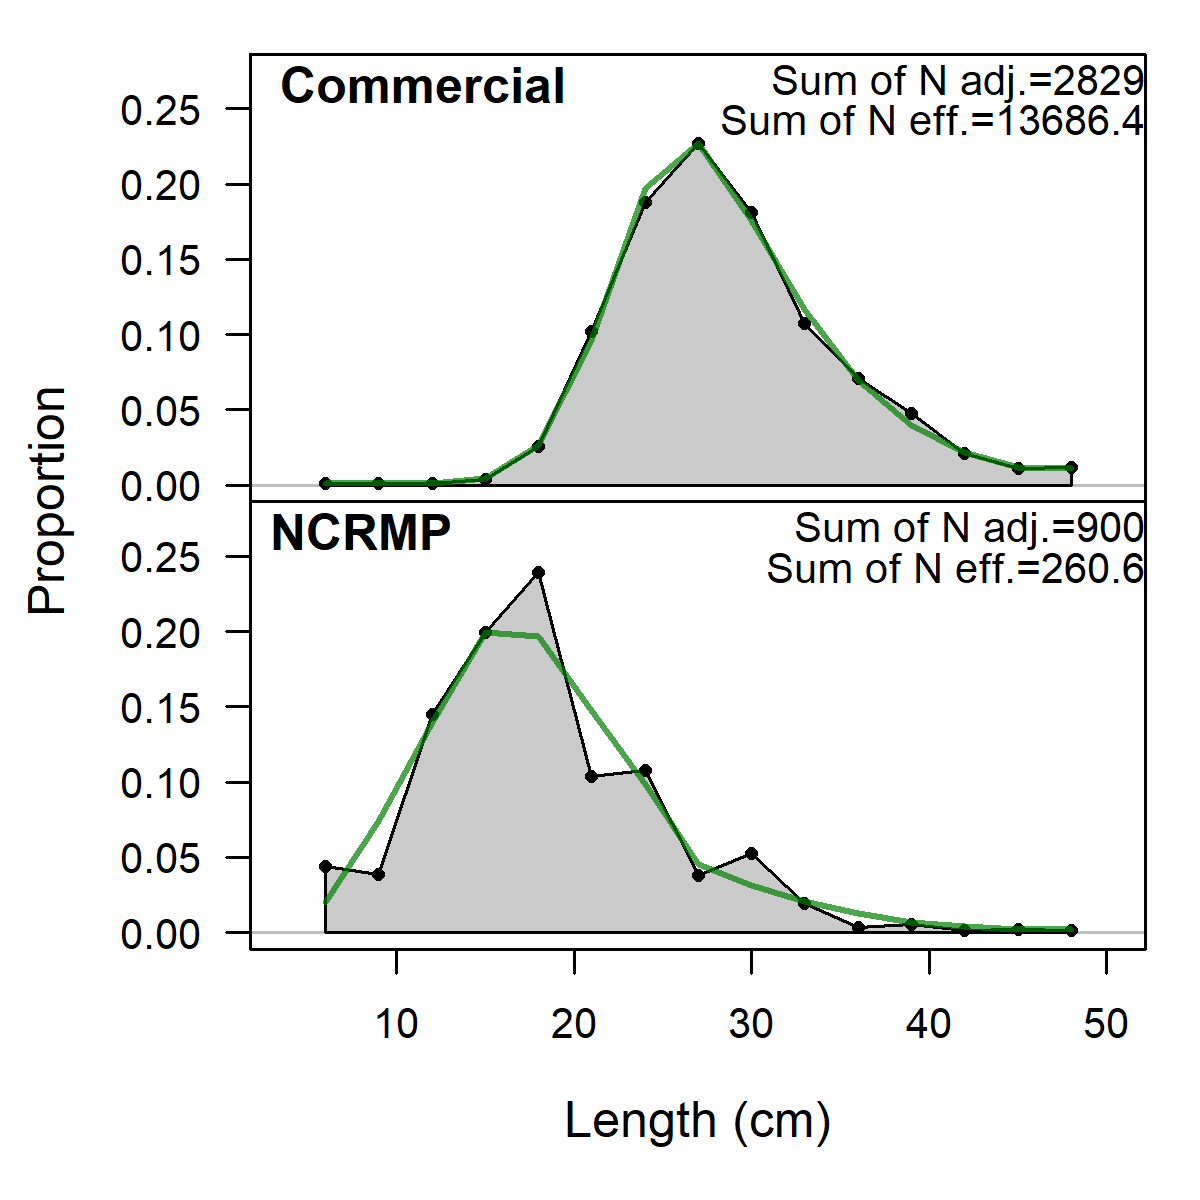 Commercial
Sum of N adj.=2829
Sum of N eff.=13686.4
0.25
0.20
0.15
0.10
0.05
0.00
NCRMP
Sum of N adj.=900
Sum of N eff.=260.6
0.25
0.20
0.15
0.10
0.05
0.00
Proportion
10 20 30 40 50
Length (cm)